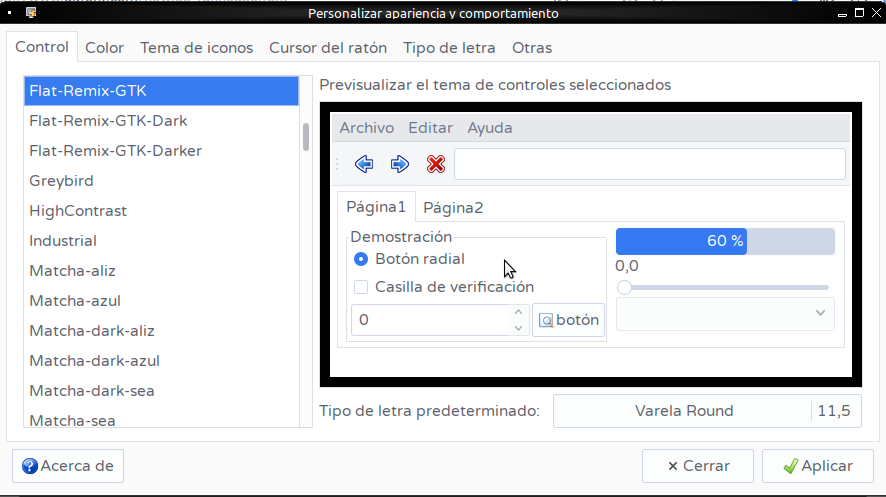 Personalizar apariencia y comportamiento
Control Color Tema de iconos Cursor del ratón Tipo de letra Otras
Flat-Remix-GTK
Flat-Remix-GTK-Dark
Flat-Remix-GTK-Darker
Greybird
HighContrast
Industrial
Matcha-aliz
Matcha-azul
Matcha-dark-aliz
Matcha-dark-azul
Matcha-dark-sea
Matcha-sea
Previsualizar el tema de controles seleccionados
Archivo Editar Ayuda
Página1 Página2
Demostración
Botón radial
Casilla de verificación
0
botón
60 %
0,0
Tipo de letra predeterminado: Varela Round 11,5
Acerca de Cerrar Aplicar